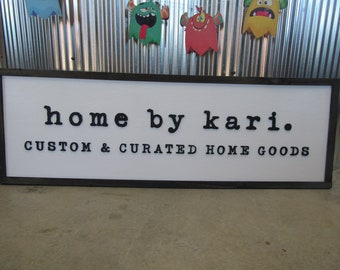 home by kari.
CUSTOM & CURATED HOME GOODS